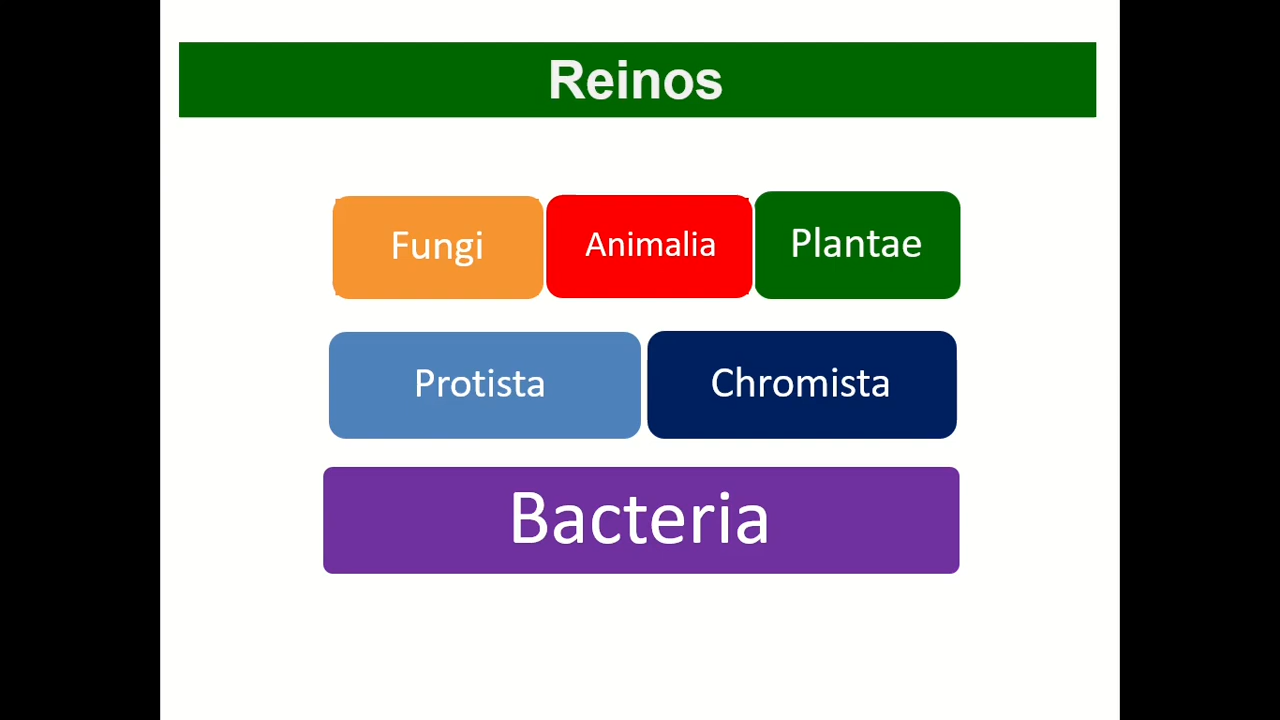 Reinos
Fungi
Animalia
Plantae
Protista
Chromista
Bacteria